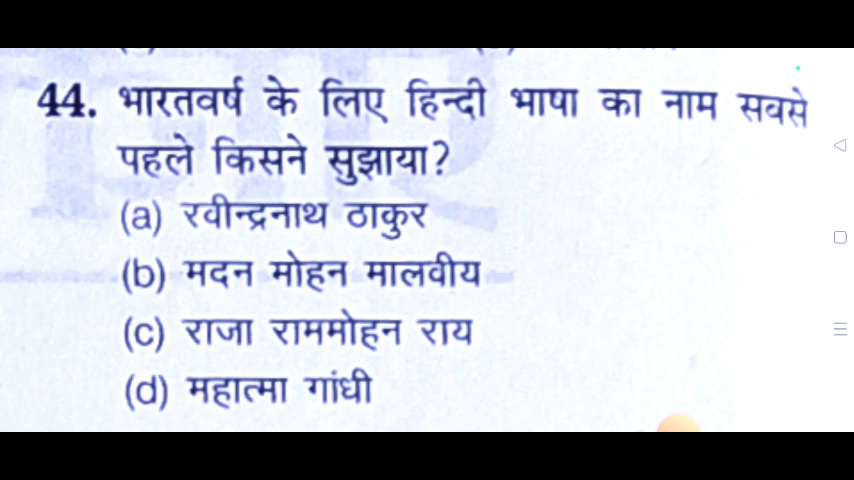 44. भारतवर्ष के लिए हिन्दी भाषा का नाम सबसे
पहले किसने सुझाया?
(a) रवीन्द्रनाथ ठाकुर
(b) मदन मोहन मालवीय
(c) राजा राममोहन राय
(d) महात्मा गांधी